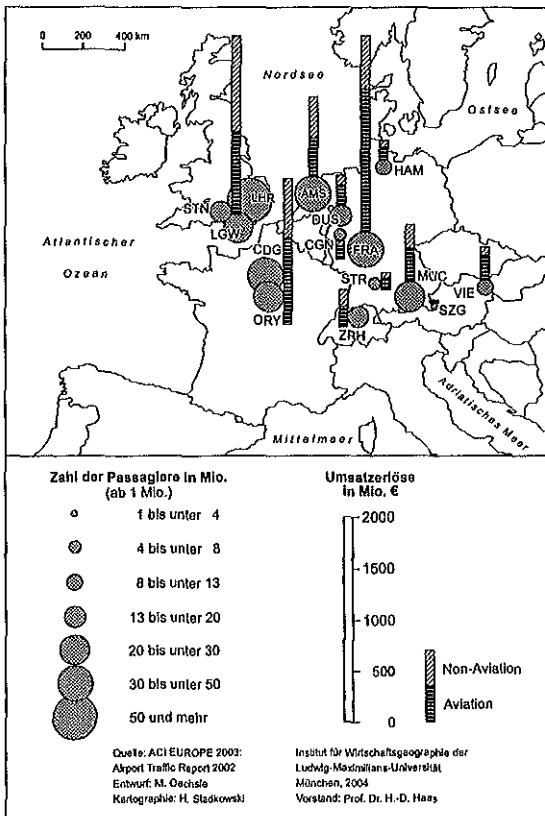 0 200 400 km
Nordsee
Ostsee
HAM
STN
LHR
AMS
LGW
DUS
CDG
CGN
FRA
Atlantischer
Ozean
STR
MUC
VIE
SZG
ORY
ZRH
Adriatisches Meer
Mittelmeer
Zahl der Passagiere in Mio.
(ab 1 Mio.)
1 bis unter 4
4 bis unter 8
8 bis unter 13
13 bis unter 20
20 bis unter 30
30 bis unter 50
50 und mehr
Umsatzerlöse
in Mio. €
2000
1500
1000
500
0
Non-Aviation
Aviation
Quelle: ACI EUROPE 2003:
Airport Traffic Report 2002
Entwurf: M. Oechsle
Kartographie: H. Sladkowski
Institut für Wirtschaftsgeographie der
Ludwig-Maximilians-Universität
München, 2004
Vorstand: Prof. Dr. H.-D. Haas